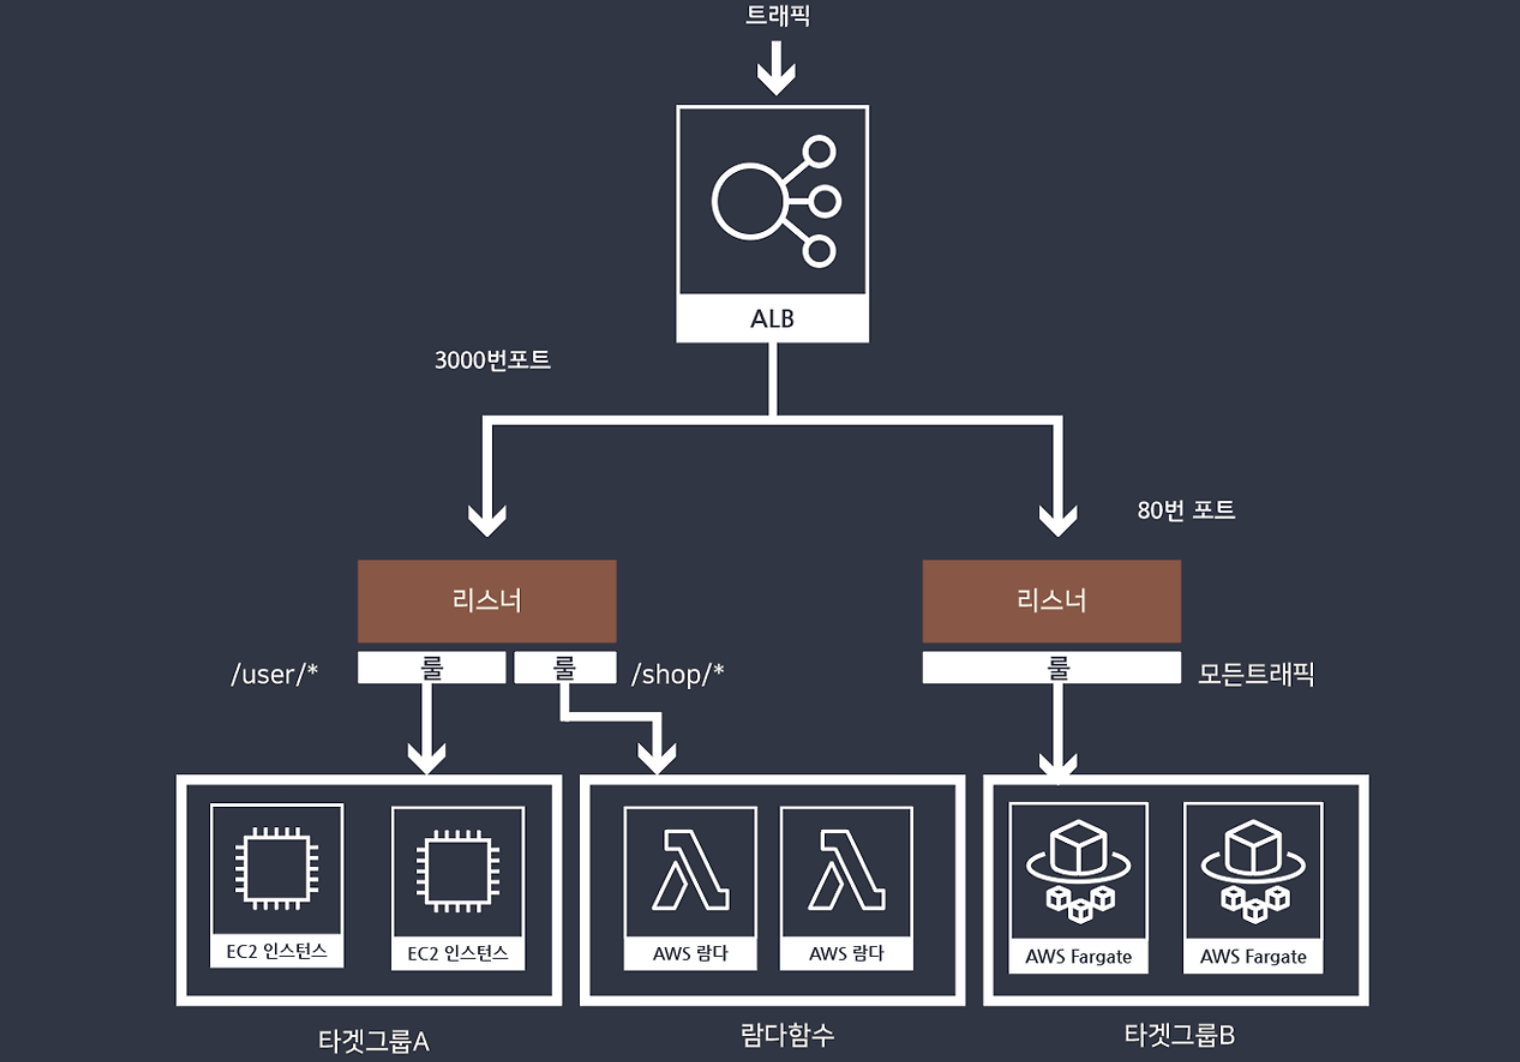 트래픽
ALB
3000번포트
80번 포트
리스너
리스너
/user/*
룰
룰
/shop/*
룰
모든트래픽
EC2 인스턴스
EC2 인스턴스
AWS 람다
AWS 람다
AWS Fargate
AWS Fargate
타겟그룹A
람다함수
타겟그룹B